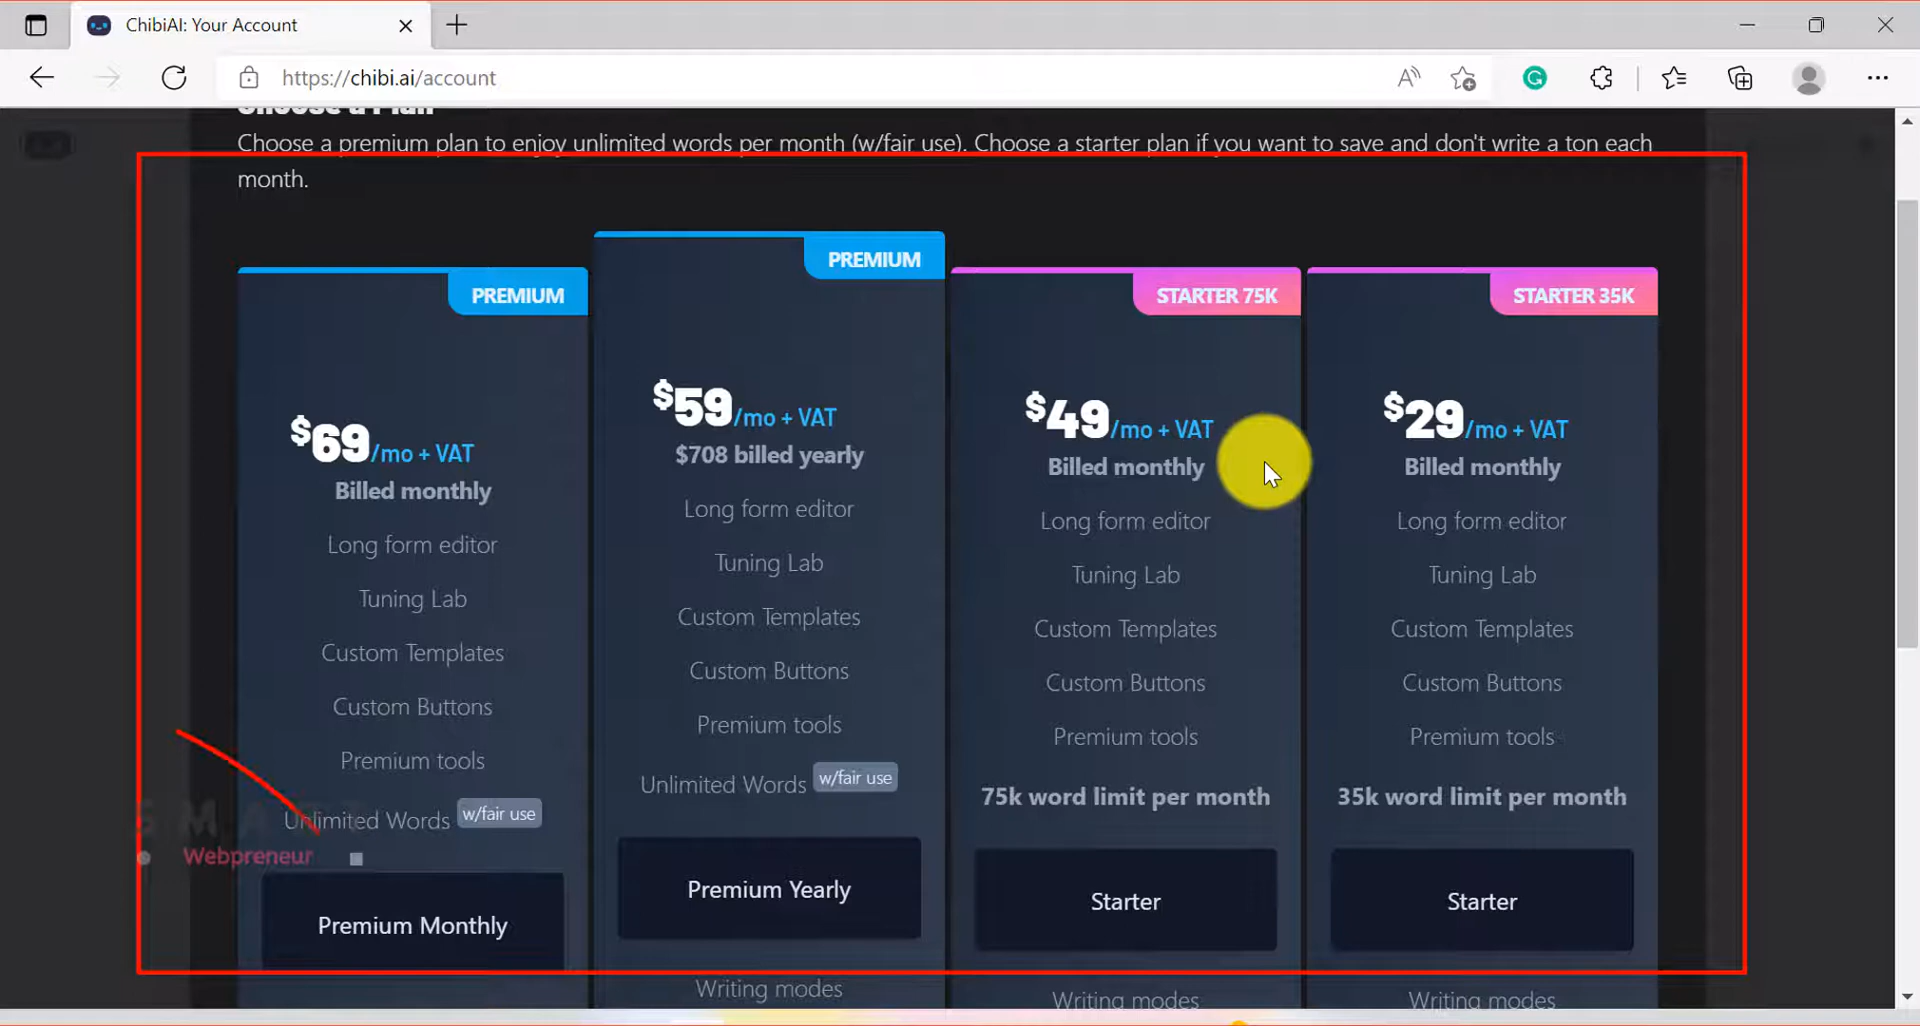 ChibiAI: Your Account
https://chibi.ai/account
Choose a Plan
Choose a premium plan to enjoy unlimited words per month (w/fair use). Choose a starter plan if you want to save and don't write a ton each
month.
PREMIUM
$69/mo + VAT
Billed monthly
Long form editor
Tuning Lab
Custom Templates
Custom Buttons
Premium tools
Unlimited Words w/fair use
Premium Monthly
PREMIUM
$59/mo + VAT
$708 billed yearly
Long form editor
Tuning Lab
Custom Templates
Custom Buttons
Premium tools
Unlimited Words w/fair use
Premium Yearly
Writing modes
STARTER 75K
$49/mo + VAT
Billed monthly
Long form editor
Tuning Lab
Custom Templates
Custom Buttons
Premium tools
75k word limit per month
Starter
Writing modes
STARTER 35K
$29/mo + VAT
Billed monthly
Long form editor
Tuning Lab
Custom Templates
Custom Buttons
Premium tools
35k word limit per month
Starter
Writing modes
SMART
Webpreneur